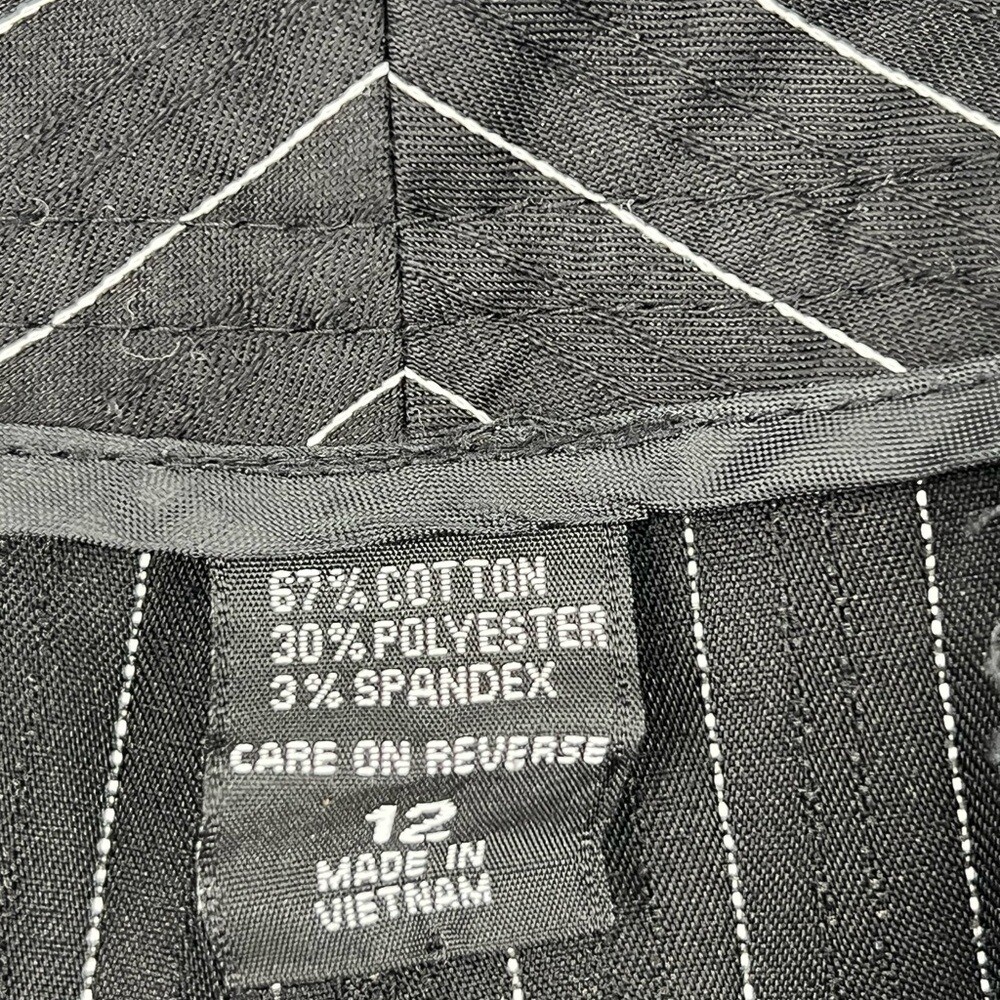 67% COTTON
30% POLYESTER
3% SPANDEX
CARE ON REVERSE
12
MADE IN
VIETNAM